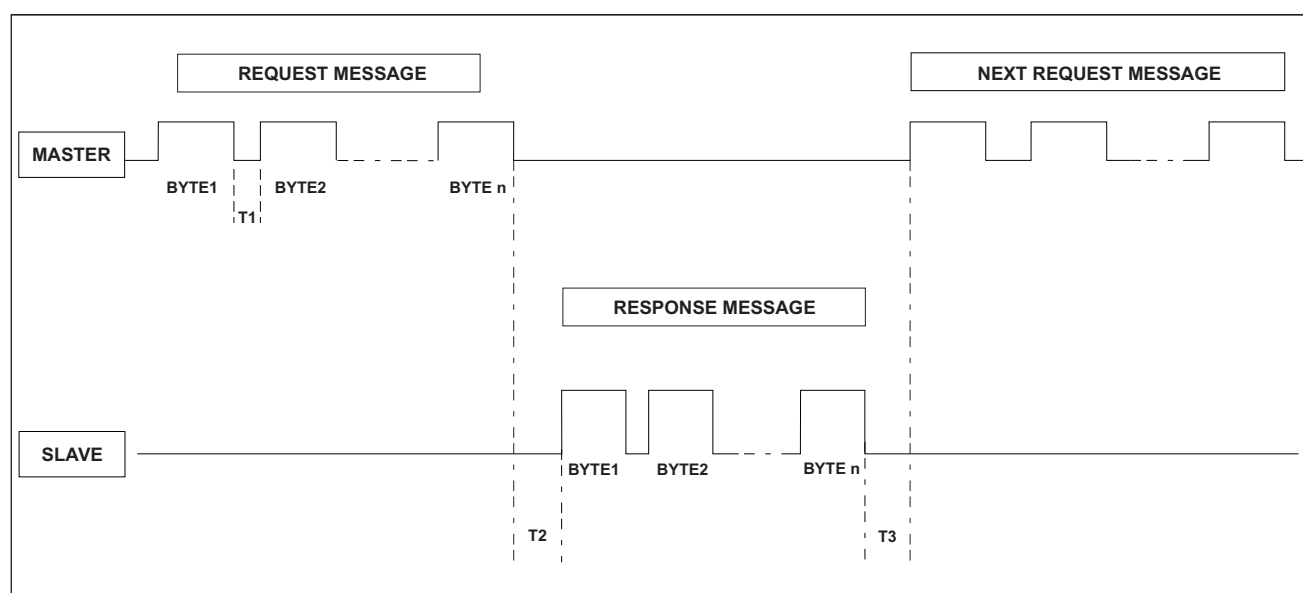 REQUEST MESSAGE
NEXT REQUEST MESSAGE
MASTER
BYTE1
BYTE2
BYTE n
T1
RESPONSE MESSAGE
SLAVE
BYTE1
BYTE2
BYTE n
T2
T3